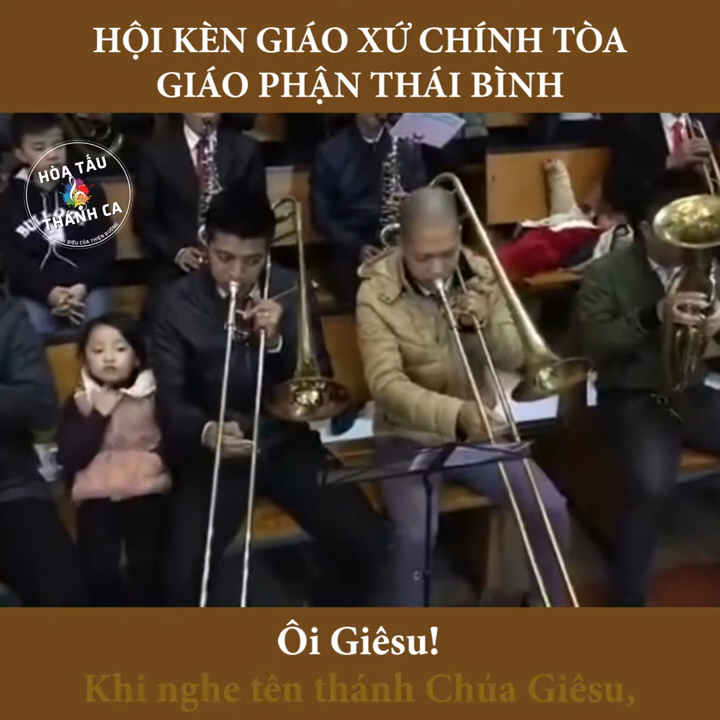 HỘI KÈN GIÁO XỨ CHÍNH TÒA
GIÁO PHẬN THÁI BÌNH
HÒA TẤU
THÁNH CA
Ôi Giêsu!
Khi nghe tên thánh Chúa Giêsu,